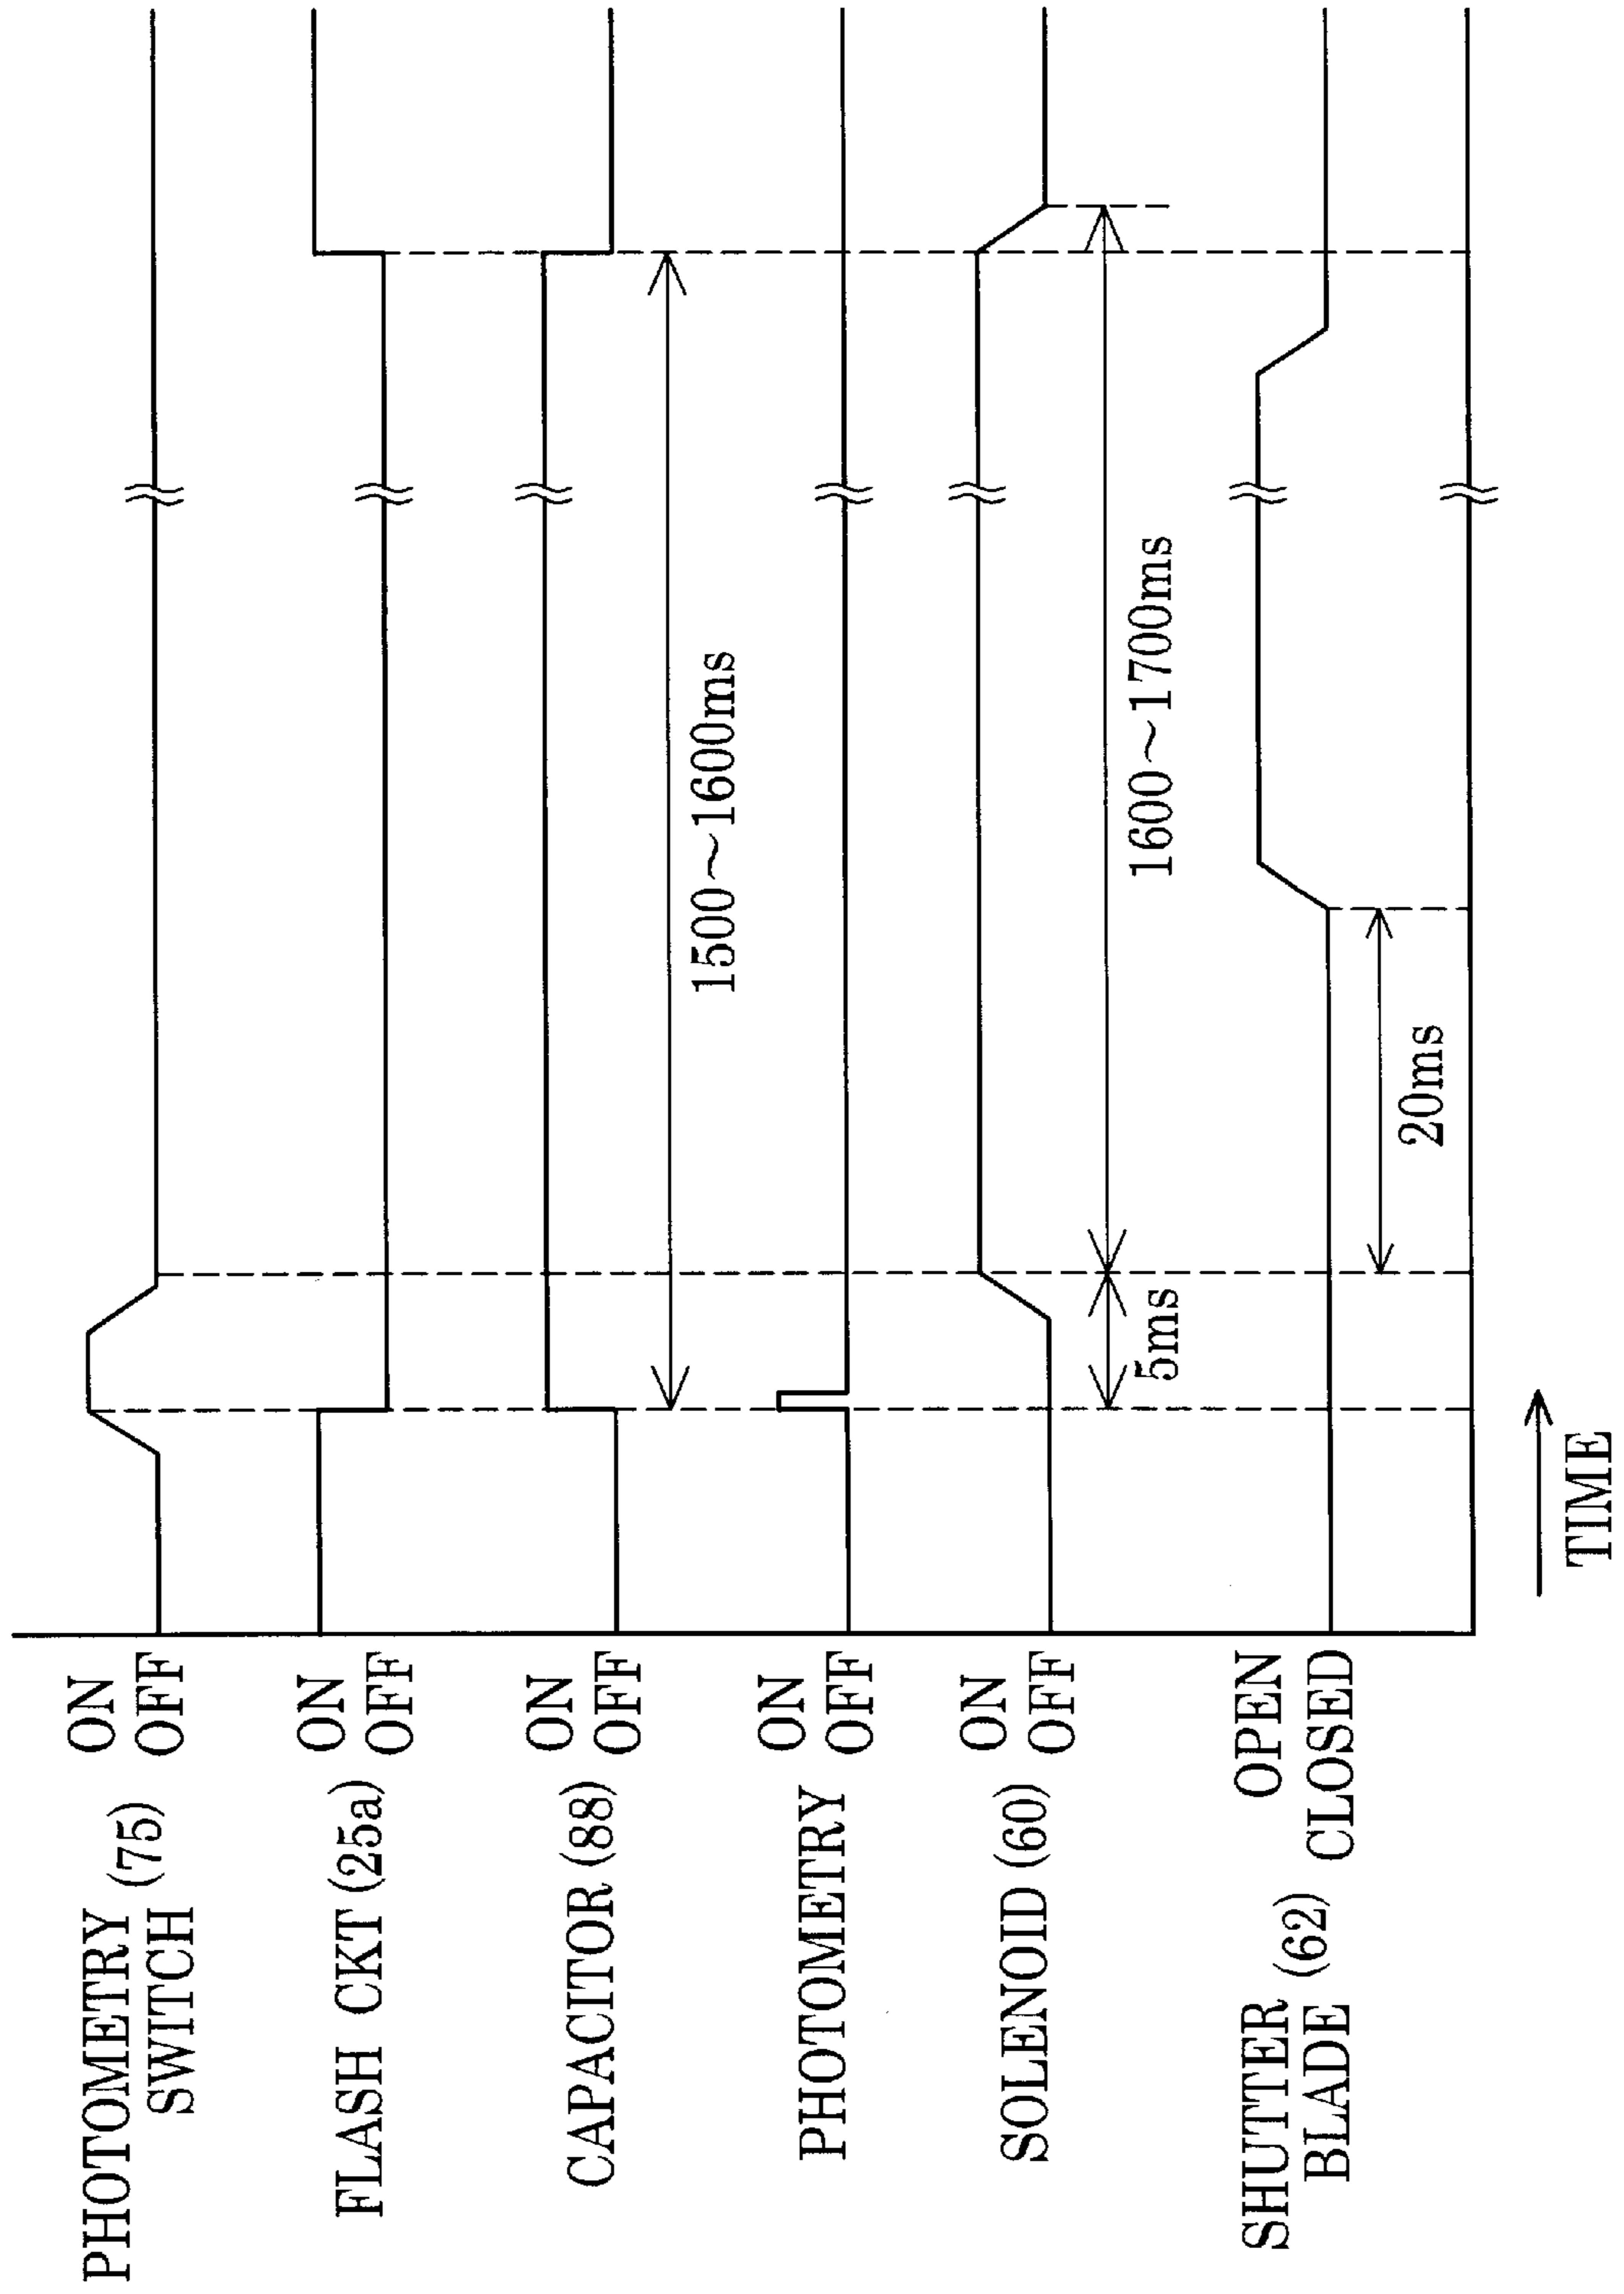 PHOTOMETRY (75) ON
SWITCH OFF
FLASH CKT (25a) ON
OFF
CAPACITOR (88) ON
OFF
1500~1600ms
PHOTOMETRY ON
OFF
SOLENOID (60) ON
OFF
5ms
1600~1700ms
SHUTTER (62) OPEN
BLADE CLOSED
20ms
TIME